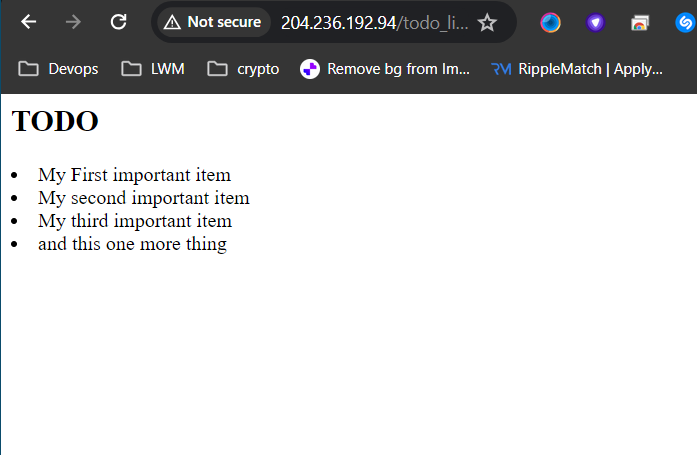 Not secure 204.236.192.94/todo_li...
Devops LWM crypto Remove bg from Im... RM RippleMatch | Apply...
TODO
• My First important item
• My second important item
• My third important item
• and this one more thing